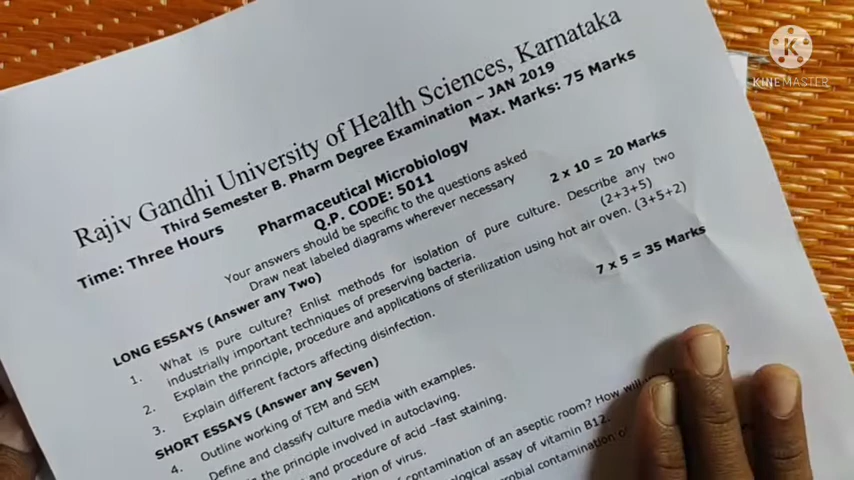 Rajiv Gandhi University of Health Sciences, Karnataka
Third Semester B. Pharm Degree Examination – JAN 2019
Time: Three Hours Max. Marks: 75 Marks
Pharmaceutical Microbiology
Q.P. CODE: 5011
Your answers should be specific to the questions asked
Draw neat labeled diagrams wherever necessary
LONG ESSAYS (Answer any Two) 2 x 10 = 20 Marks
1. What is pure culture? Enlist methods for isolation of pure culture. Describe any two
industrially important techniques of preserving bacteria. (2+3+5)
2. Explain the principle, procedure and applications of sterilization using hot air oven. (3+5+2)
3. Explain different factors affecting disinfection.
SHORT ESSAYS (Answer any Seven) 7 x 5 = 35 Marks
4. Outline working of TEM and SEM
Define and classify culture media with examples.
the principle involved in autoclaving.
and procedure of acid –fast staining.
of virus.
contamination of an aseptic room? How will
assay of vitamin B12.
contamination
KINEMASTER